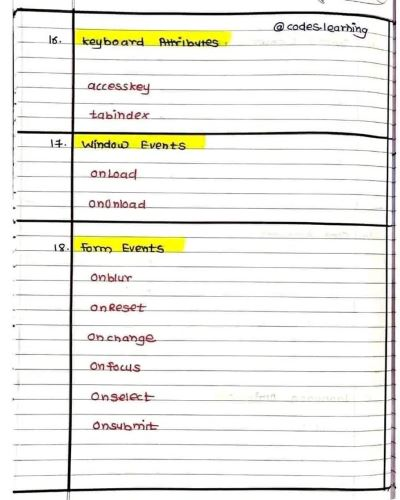 @codes.learning
16. keyboard Attributes
accesskey
tabindex
17. Window Events
onLoad
onUnload
18. Form Events
Onblur
OnReset
Onchange
Onfocus
Onselect
Onsubmit